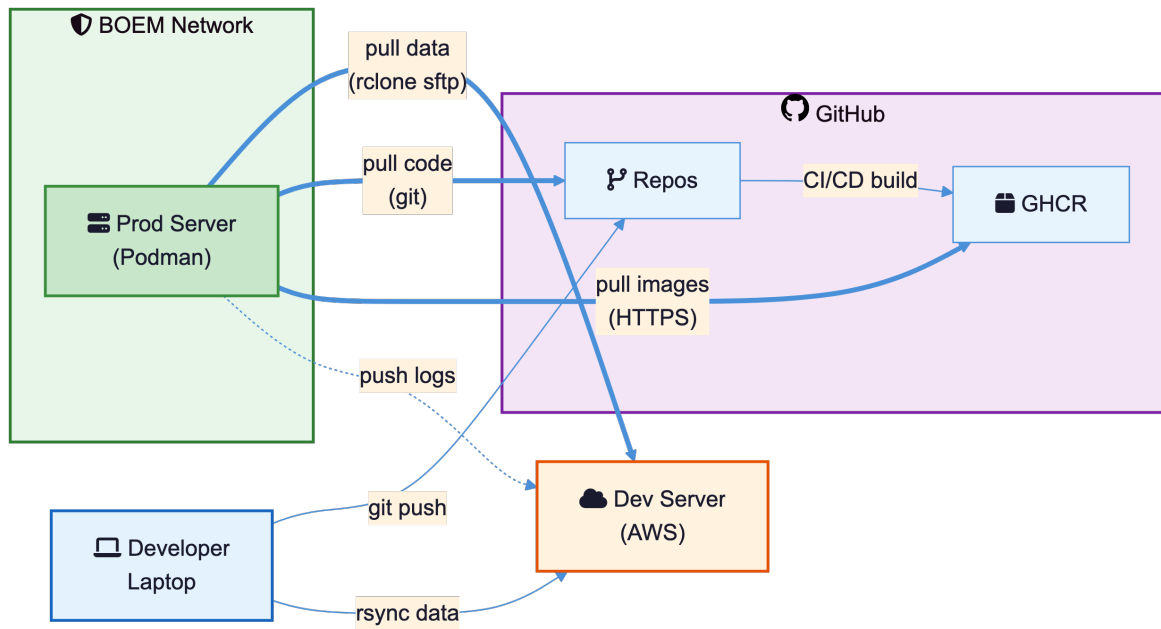 BOEM Network
pull data
(rclone sftp)
GitHub
pull code
(git)
Repos
CI/CD build
GHCR
Prod Server
(Podman)
pull images
(HTTPS)
push logs
git push
Dev Server
(AWS)
Developer
Laptop
rsync data